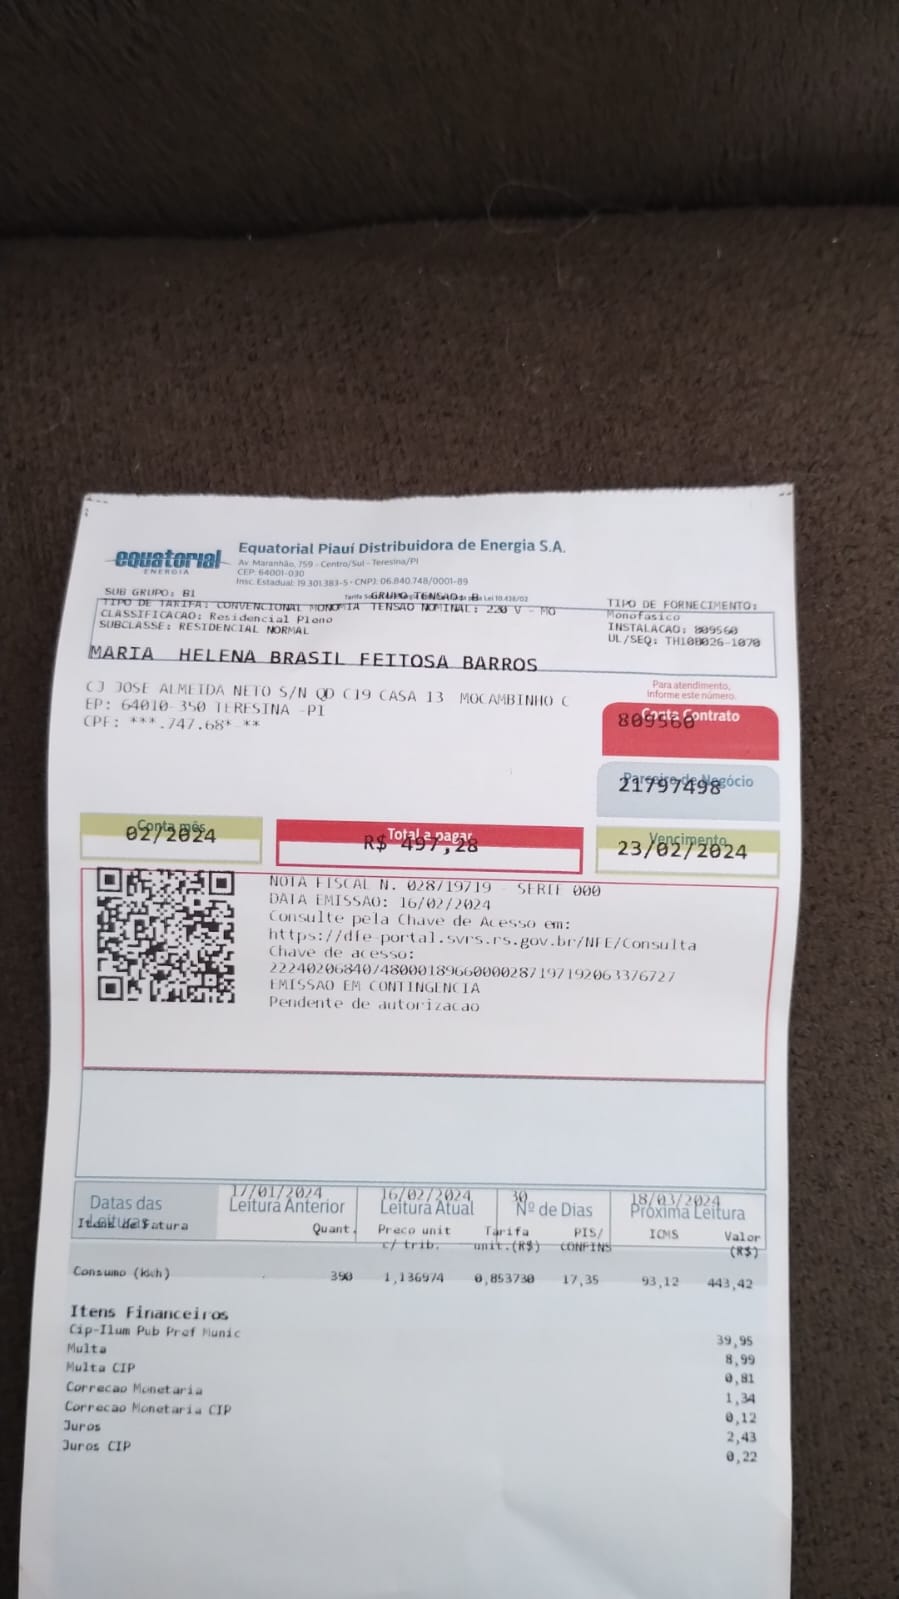 equatorial
ENERGIA
Equatorial Piauí Distribuidora de Energia S.A.
Av. Maranhão, 759 - Centro/Sul - Teresina/PI
CEP: 64001-030
Insc. Estadual: 19.301.383-5 - CNPJ: 06.840.748/0001-89
SUB GRUPO: B1 GRUPO TENSAO: B
TIPO DE TARIFA: CONVENCIONAL MONOMIA TENSAO NOMINAL: 220 V - MO
CLASSIFICACAO: Residencial Pleno
SUBCLASSE: RESIDENCIAL NORMAL
TIPO DE FORNECIMENTO:
Monofasico
INSTALACAO: 809560
UL/SEQ: TH10B026-1070
MARIA HELENA BRASIL FEITOSA BARROS
CJ JOSE ALMEIDA NETO S/N QD C19 CASA 13 MOCAMBINHO C
EP: 64010-350 TERESINA -PI
CPF: ***.747.68*-**
Para atendimento,
informe este número.
Conta Contrato
809560
Parceiro de Negócio
21797498
Conta mês
02/2024
Total a pagar
R$ 497,28
Vencimento
23/02/2024
NOTA FISCAL N. 028719719 - SERIE 000
DATA EMISSAO: 16/02/2024
Consulte pela Chave de Acesso em:
https://dfe-portal.svrs.rs.gov.br/NFE/Consulta
Chave de acesso:
22240206840748000189660000287197192063376727
EMISSAO EM CONTINGENCIA
Pendente de autorizacao
Datas das Leituras
17/01/2024
Leitura Anterior
16/02/2024
Leitura Atual
30
Nº de Dias
18/03/2024
Próxima Leitura
Itens de Fatura Quant. Preco unit c/ trib. Tarifa unit.(R$) PIS/ CONFINS ICMS Valor (R$)
Consumo (kWh) 390 1,136974 0,853730 17,35 93,12 443,42
Itens Financeiros
Cip-Ilum Pub Pref Munic 39,95
Multa 8,99
Multa CIP 0,81
Correcao Monetaria 1,34
Correcao Monetaria CIP 0,12
Juros 2,43
Juros CIP 0,22